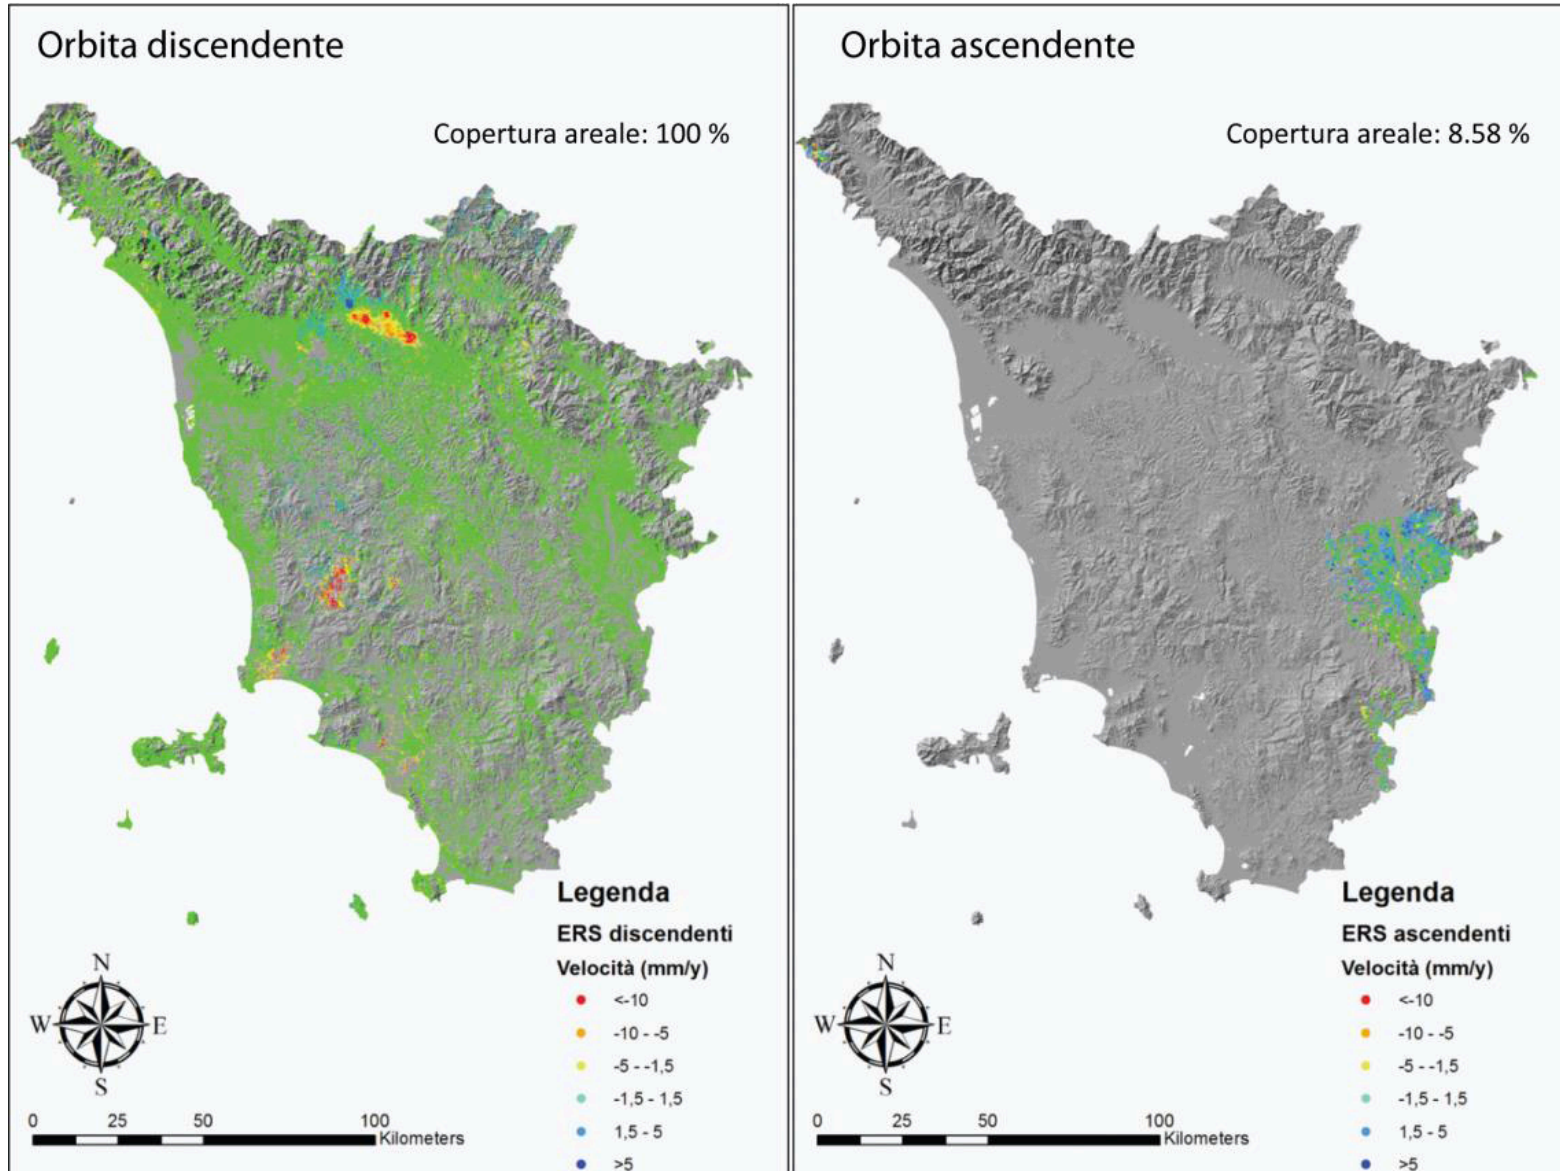 Orbita discendente
Copertura areale: 100 %
Legenda
ERS discendenti
Velocità (mm/y)
<-10
-10 - -5
-5 - -1,5
-1,5 - 1,5
1,5 - 5
>5
N
W E
S
0 25 50 100
Kilometers
Orbita ascendente
Copertura areale: 8.58 %
Legenda
ERS ascendenti
Velocità (mm/y)
<-10
-10 - -5
-5 - -1,5
-1,5 - 1,5
1,5 - 5
>5
N
W E
S
0 25 50 100
Kilometers